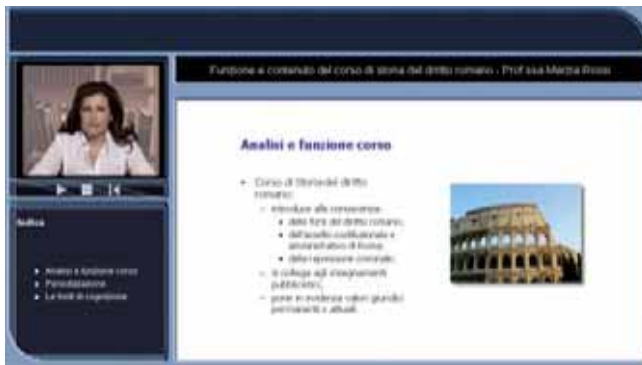 Funzione e contenuto del corso di storia del diritto romano - Prof.ssa Marzia Rossi
Analisi e funzione corso
• Corso di Storia del diritto
romano:
– introduce alla conoscenza:
• delle fonti del diritto romano;
• dell'assetto costituzionale e
amministrativo di Roma;
• della repressione criminale;
– si collega agli insegnamenti
pubblicistici;
– pone in evidenza valori giuridici
permanenti e attuali.
Indice
Analisi e funzione corso
Periodizzazione
Le fonti di cognizione